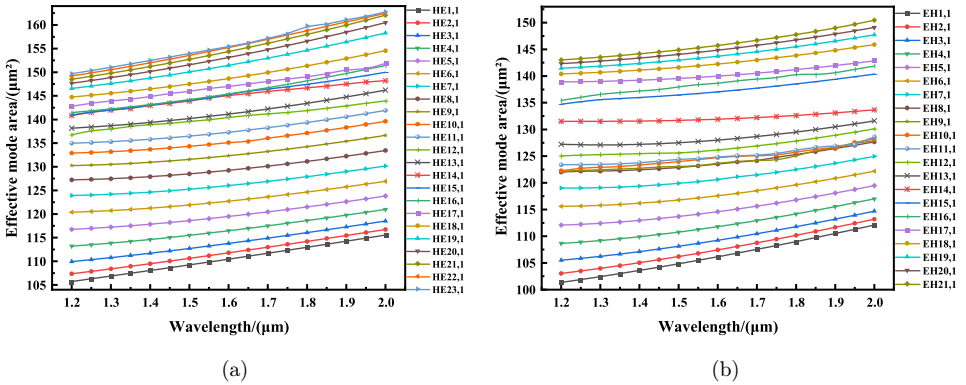 Effective mode area/(μm²)
160
155
150
145
140
135
130
125
120
115
110
105
1.2 1.3 1.4 1.5 1.6 1.7 1.8 1.9 2.0
Wavelength/(μm)
HE1,1
HE2,1
HE3,1
HE4,1
HE5,1
HE6,1
HE7,1
HE8,1
HE9,1
HE10,1
HE11,1
HE12,1
HE13,1
HE14,1
HE15,1
HE16,1
HE17,1
HE18,1
HE19,1
HE20,1
HE21,1
HE22,1
HE23,1
(a)
Effective mode area/(μm²)
150
145
140
135
130
125
120
115
110
105
100
1.2 1.3 1.4 1.5 1.6 1.7 1.8 1.9 2.0
Wavelength/(μm)
EH1,1
EH2,1
EH3,1
EH4,1
EH5,1
EH6,1
EH7,1
EH8,1
EH9,1
EH10,1
EH11,1
EH12,1
EH13,1
EH14,1
EH15,1
EH16,1
EH17,1
EH18,1
EH19,1
EH20,1
EH21,1
(b)